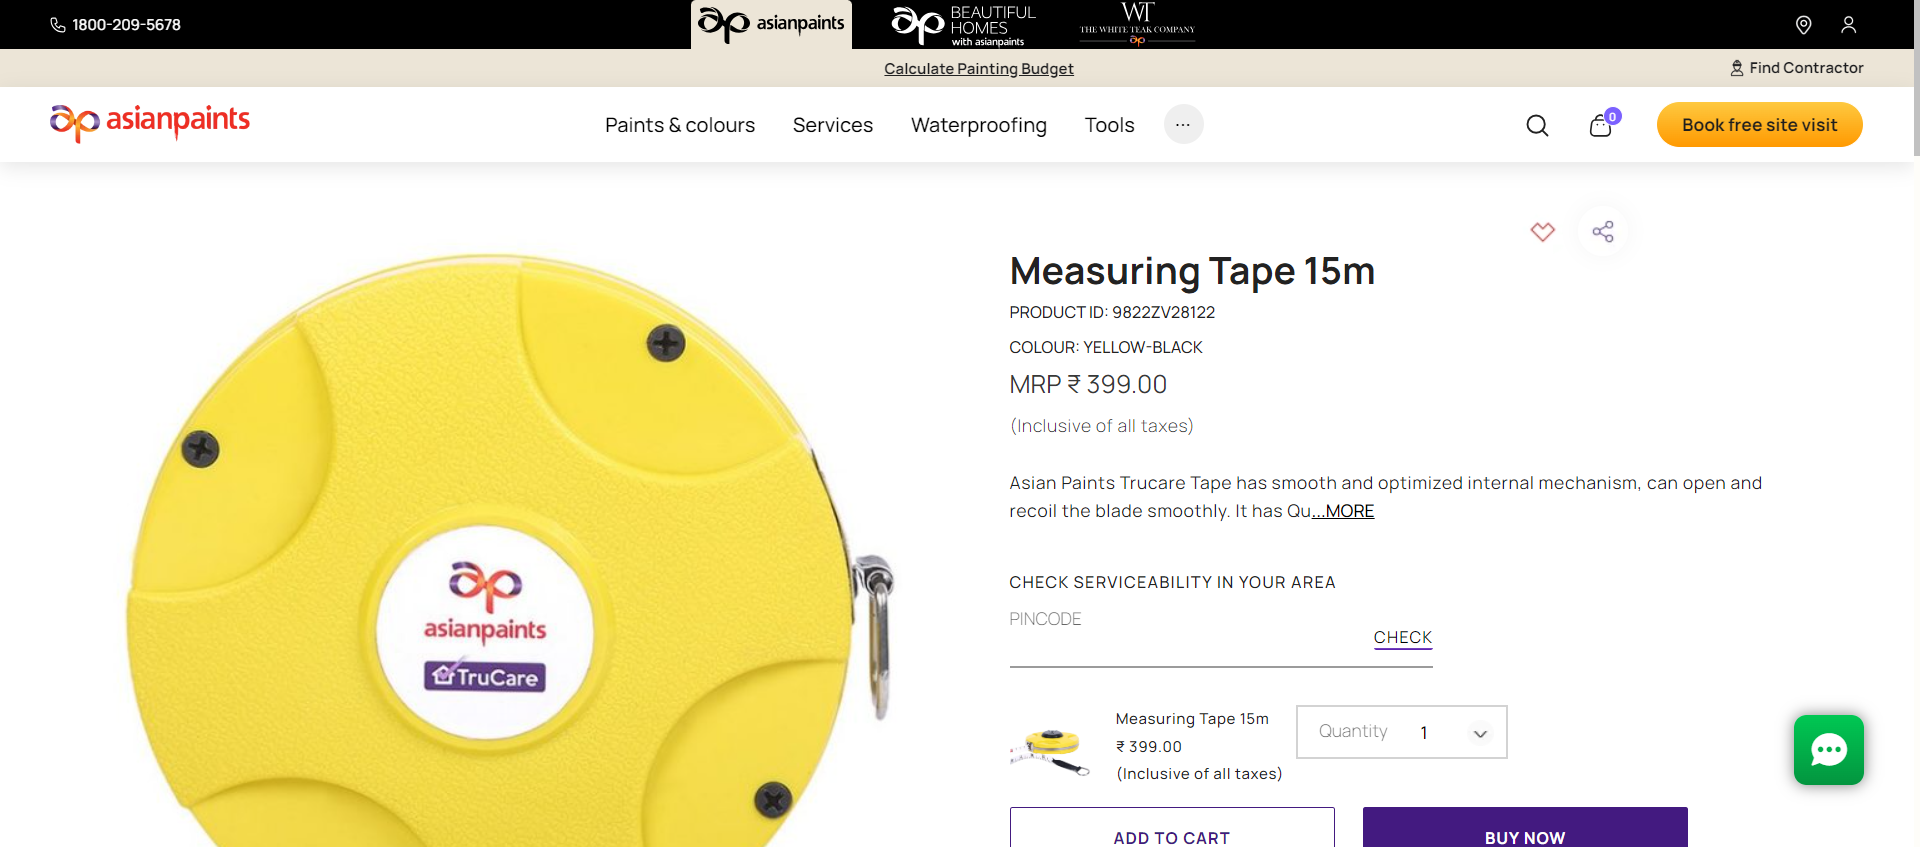 1800-209-5678
asianpaints
BEAUTIFUL
HOMES
with asianpaints
WT
THE WHITE TEAK COMPANY
Calculate Painting Budget
Find Contractor
asianpaints
Paints & colours
Services
Waterproofing
Tools
...
0
Book free site visit
Measuring Tape 15m
PRODUCT ID: 9822ZV28122
COLOUR: YELLOW-BLACK
MRP ₹ 399.00
(Inclusive of all taxes)
Asian Paints Trucare Tape has smooth and optimized internal mechanism, can open and
recoil the blade smoothly. It has Qu...MORE
asianpaints
TruCare
CHECK SERVICEABILITY IN YOUR AREA
PINCODE
CHECK
Measuring Tape 15m
₹ 399.00
(Inclusive of all taxes)
Quantity 1
ADD TO CART
BUY NOW